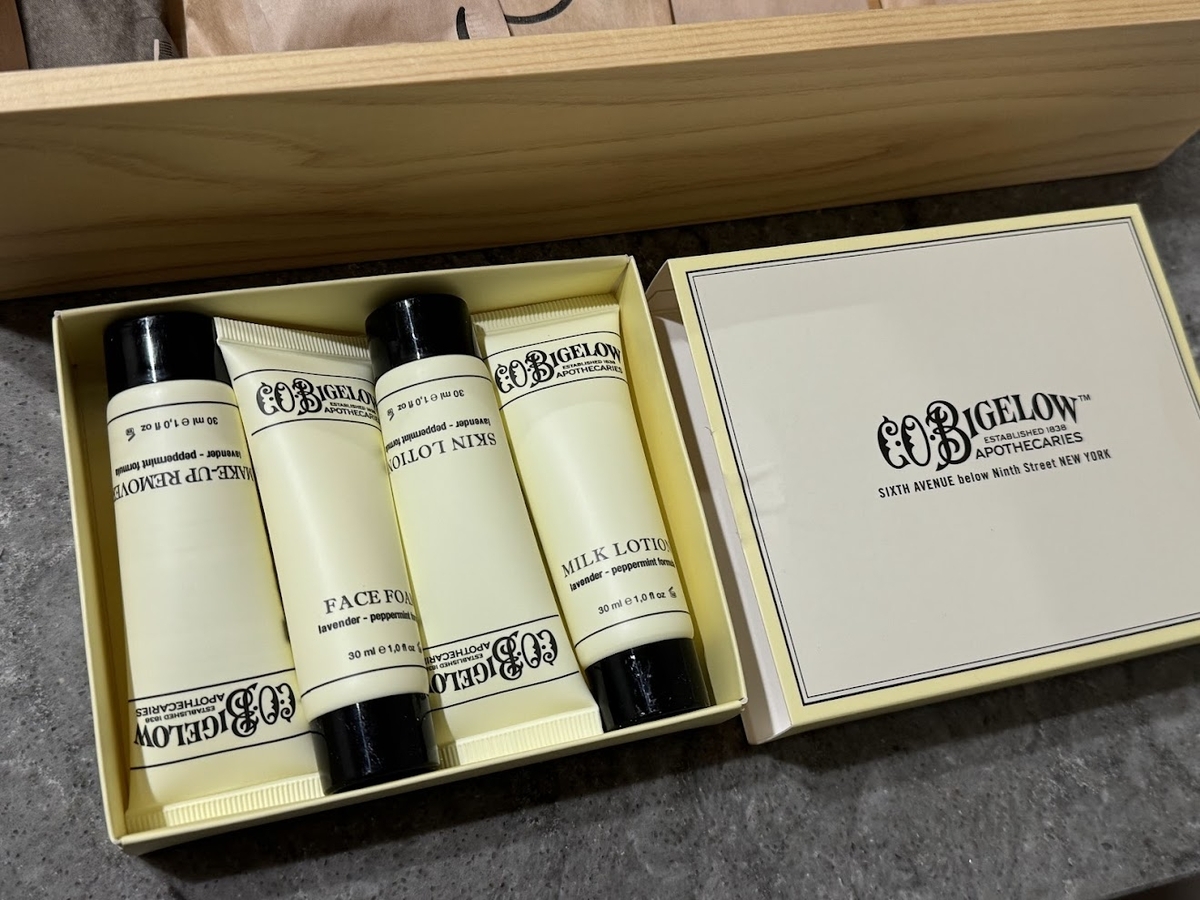 MAKE-UP REMOVE
lavender - peppermint formula
30 ml e 1,0 fl oz
C.O. BIGELOW
ESTABLISHED 1838
APOTHECARIES
C.O. BIGELOW
ESTABLISHED 1838
APOTHECARIES
FACE FOA
lavender - peppermint
30 ml e 1,0 fl oz
SKIN LOTION
lavender - peppermint formu
30 ml e 1,0 fl oz
C.O. BIGELOW
ESTABLISHED 1838
APOTHECARIES
C.O. BIGELOW
ESTABLISHED 1838
APOTHECARIES
MILK LOTION
lavender - peppermint formula
30 ml e 1,0 fl oz
C.O. BIGELOW™
ESTABLISHED 1838
APOTHECARIES
SIXTH AVENUE below Ninth Street NEW YORK